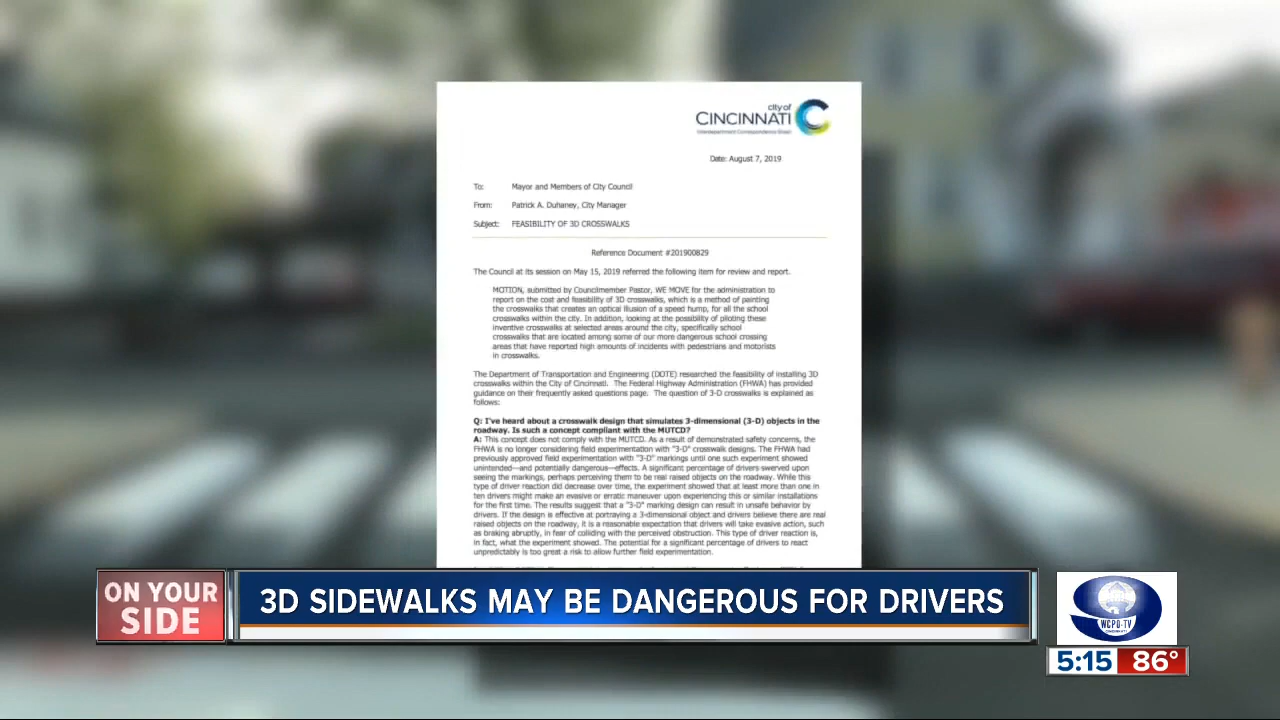 city of
CINCINNATI
Interdepartment Correspondence Sheet
Date: August 7, 2019
To: Mayor and Members of City Council
From: Patrick A. Duhaney, City Manager
Subject: FEASIBILITY OF 3D CROSSWALKS
Reference Document #201900829
The Council at its session on May 15, 2019 referred the following item for review and report.
MOTION, submitted by Councilmember Pastor, WE MOVE for the administration to
report on the cost and feasibility of 3D crosswalks, which is a method of painting
the crosswalks that creates an optical illusion of a speed hump, for all the school
crosswalks within the city. In addition, looking at the possibility of piloting these
inventive crosswalks at selected areas around the city, specifically school
crosswalks that are located among some of our more dangerous school crossing
areas that have reported high amounts of incidents with pedestrians and motorists
in crosswalks.
The Department of Transportation and Engineering (DOTE) researched the feasibility of installing 3D
crosswalks within the City of Cincinnati. The Federal Highway Administration (FHWA) has provided
guidance on their frequently asked questions page. The question of 3-D crosswalks is explained as
follows:
Q: I've heard about a crosswalk design that simulates 3-dimensional (3-D) objects in the
roadway. Is such a concept compliant with the MUTCD?
A: This concept does not comply with the MUTCD. As a result of demonstrated safety concerns, the
FHWA is no longer considering field experimentation with "3-D" crosswalk designs. The FHWA had
previously approved field experimentation with "3-D" markings until one such experiment showed
unintended—and potentially dangerous—effects. A significant percentage of drivers swerved upon
seeing the markings, perhaps perceiving them to be real raised objects on the roadway. While this
type of driver reaction did decrease over time, the experiment showed that at least more than one in
ten drivers might make an evasive or erratic maneuver upon experiencing this or similar installations
for the first time. The results suggest that a "3-D" marking design can result in unsafe behavior by
drivers. If the design is effective at portraying a 3-dimensional object and drivers believe there are real
raised objects on the roadway, it is a reasonable expectation that drivers will take evasive action, such
as braking abruptly, in fear of colliding with the perceived obstruction. This type of driver reaction is,
in fact, what the experiment showed. The potential for a significant percentage of drivers to react
unpredictably is too great a risk to allow further field experimentation.
ON YOUR
SIDE
3D SIDEWALKS MAY BE DANGEROUS FOR DRIVERS
9
WCPO-TV
CINCINNATI
5:15 86°